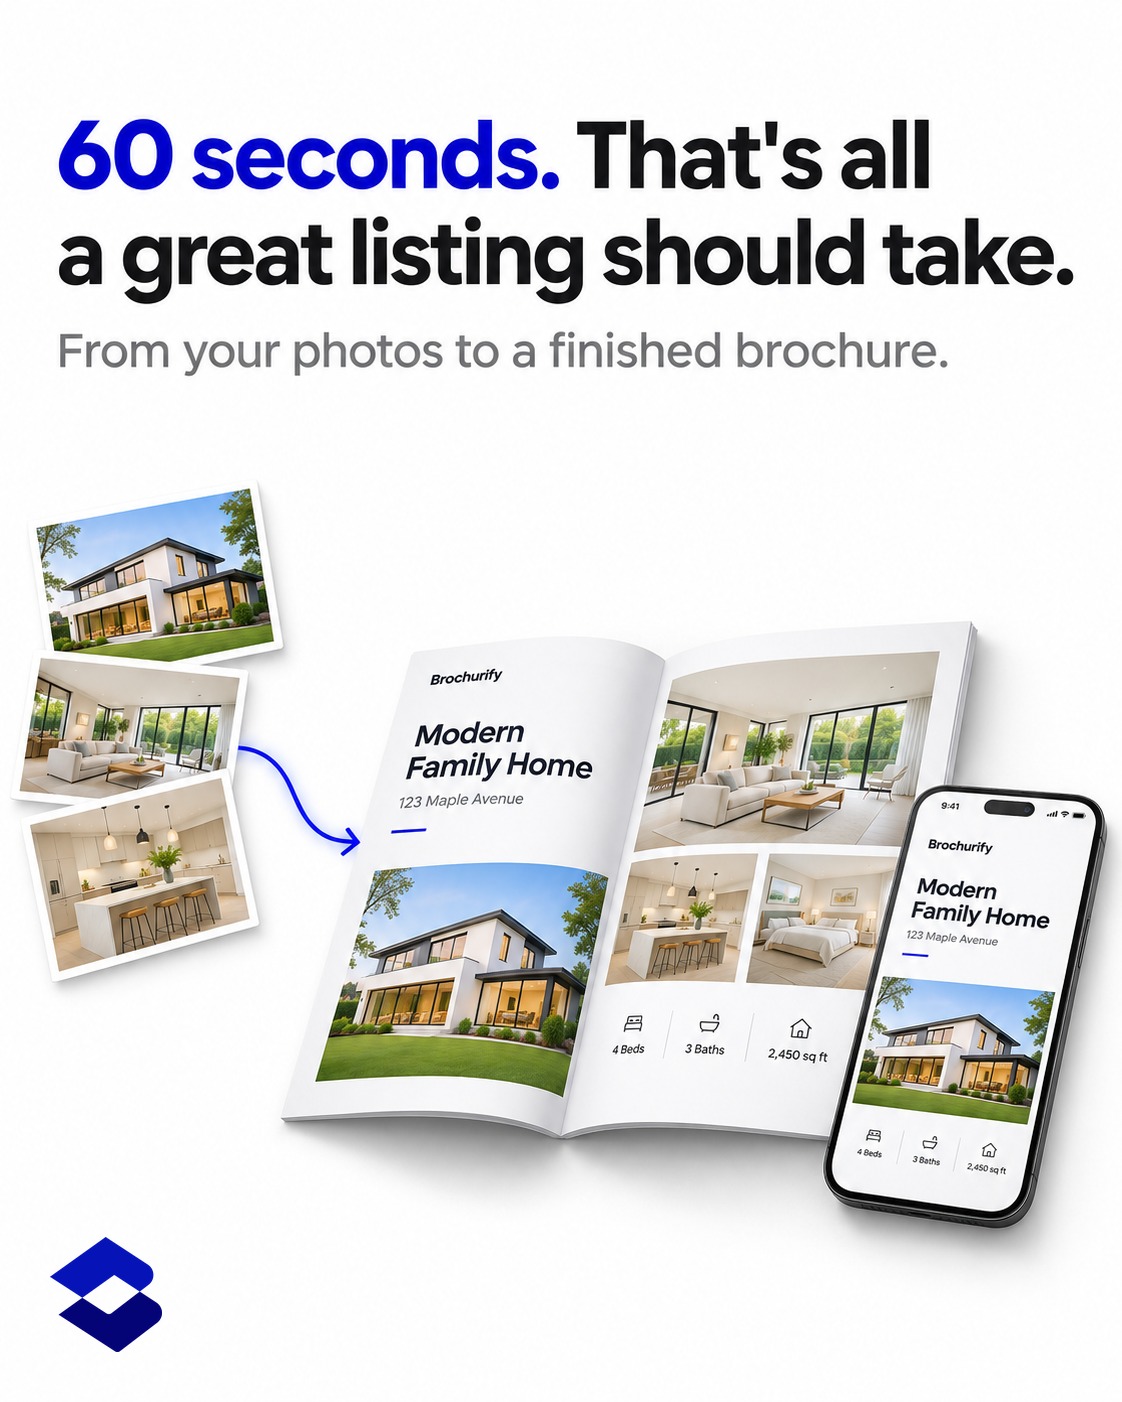 60 seconds. That's all
a great listing should take.
From your photos to a finished brochure.
Brochurify
Modern
Family Home
123 Maple Avenue
4 Beds
3 Baths
2,450 sq ft
9:41
Brochurify
Modern
Family Home
123 Maple Avenue
4 Beds
3 Baths
2,450 sq ft